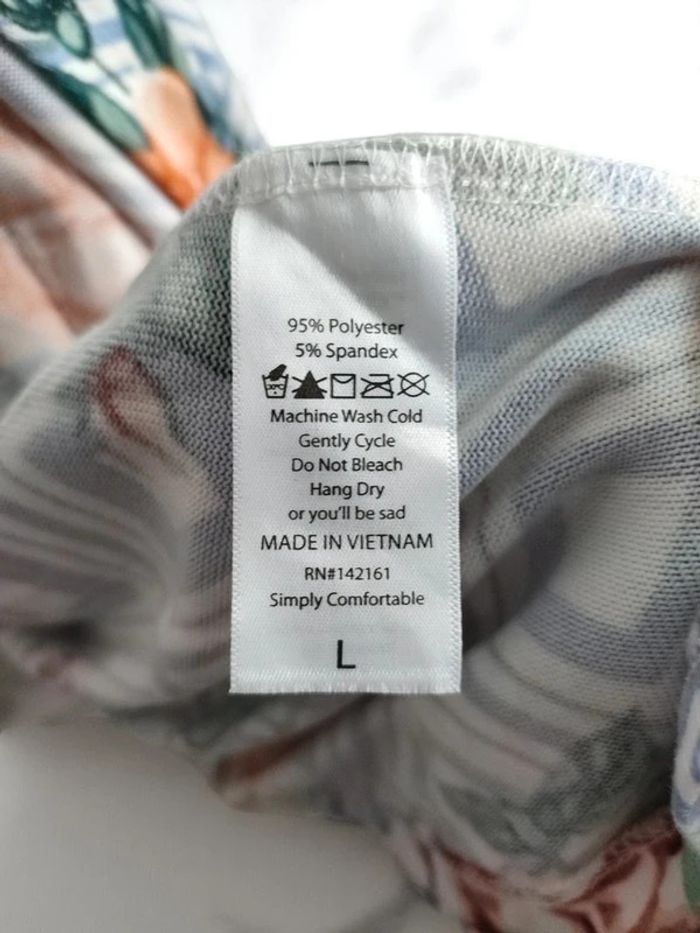 95% Polyester
5% Spandex
Machine Wash Cold
Gently Cycle
Do Not Bleach
Hang Dry
or you'll be sad
MADE IN VIETNAM
RN#142161
Simply Comfortable
L